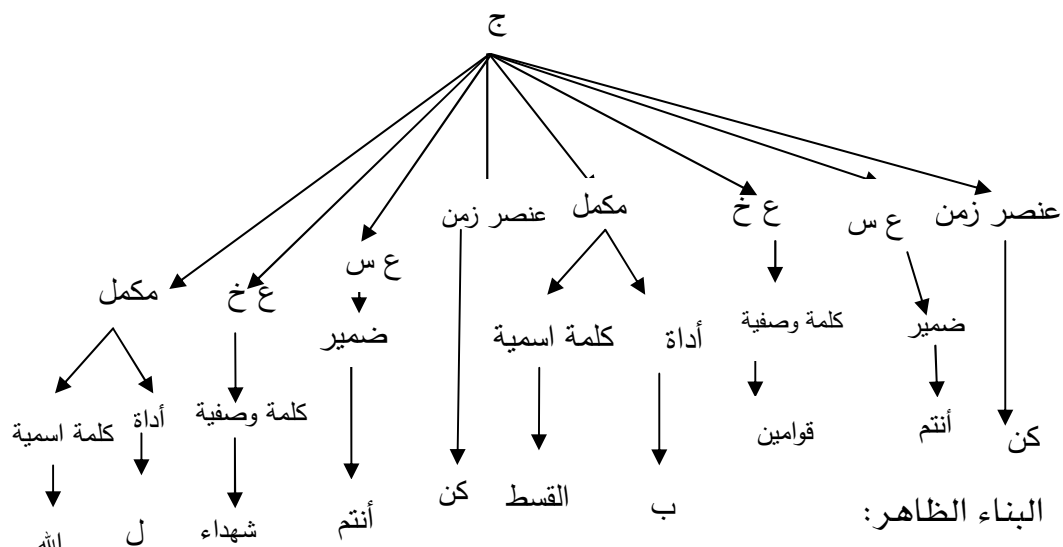 ج
عنصر زمن ع س ع خ مكمل عنصر زمن ع س ع خ مكمل
ضمير كلمة وصفية أداة كلمة اسمية ضمير كلمة وصفية أداة كلمة اسمية
كن أنتم قوامين ب القسط كن أنتم شهداء ل الله
البناء الظاهر: